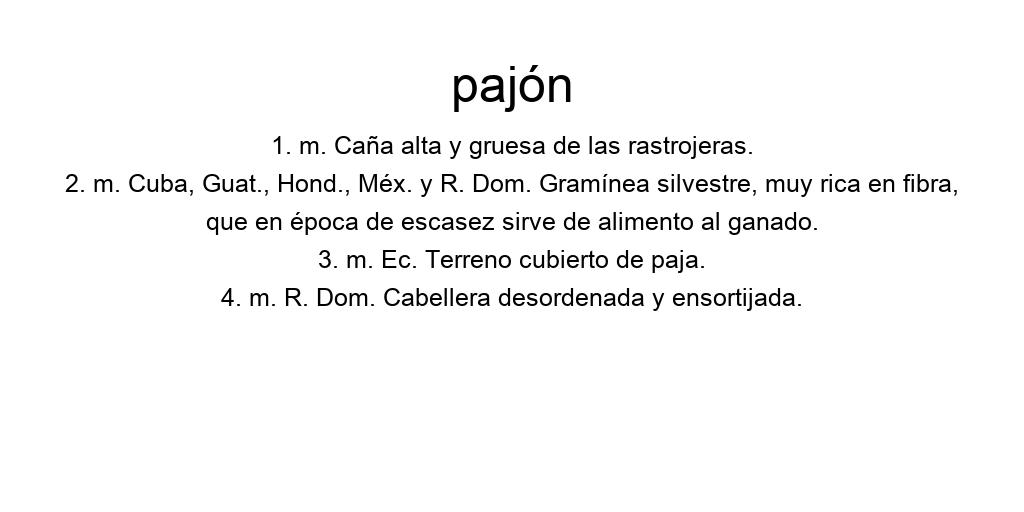 pajón
1. m. Caña alta y gruesa de las rastrojeras.
2. m. Cuba, Guat., Hond., Méx. y R. Dom. Gramínea silvestre, muy rica en fibra,
que en época de escasez sirve de alimento al ganado.
3. m. Ec. Terreno cubierto de paja.
4. m. R. Dom. Cabellera desordenada y ensortijada.